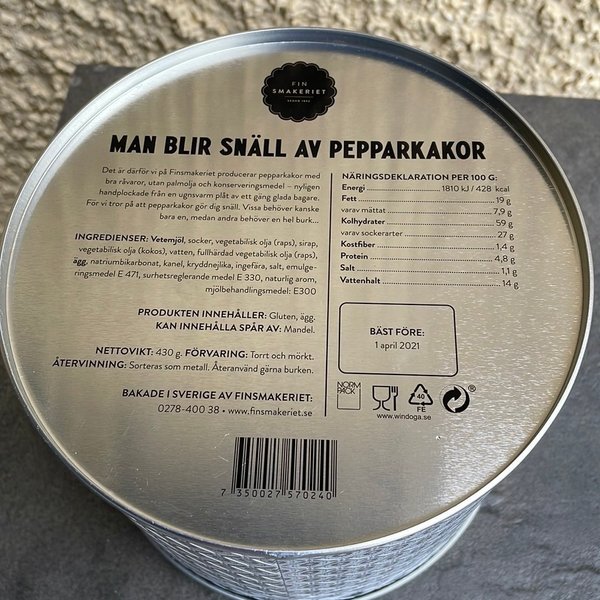 FIN
SMAKERIET
SEDAN 1952
MAN BLIR SNÄLL AV PEPPARKAKOR
Det är därför vi på Finsmakeriet producerar pepparkakor med
bra råvaror, utan palmolja och konserveringsmedel – nyligen
handplockade från en ugnsvarm plåt av ett gäng glada bagare.
För vi tror på att pepparkakor gör dig snäll. Vissa behöver kanske
bara en, medan andra behöver en hel burk...
INGREDIENSER: Vetemjöl, socker, vegetabilisk olja (raps), sirap,
vegetabilisk olja (kokos), vatten, fullhärdad vegetabilisk olja (raps),
ägg, natriumbikarbonat, kanel, kryddnejlika, ingefära, salt, emulge-
ringsmedel E 471, surhetsreglerande medel E 330, naturlig arom,
mjölbehandlingsmedel: E300
PRODUKTEN INNEHÅLLER: Gluten, ägg.
KAN INNEHÅLLA SPÅR AV: Mandel.
NETTOVIKT: 430 g. FÖRVARING: Torrt och mörkt.
ÅTERVINNING: Sorteras som metall. Återanvänd gärna burken.
BAKADE I SVERIGE AV FINSMAKERIET:
0278-400 38 • www.finsmakeriet.se
NÄRINGSDEKLARATION PER 100 G:
Energi 1810 kJ / 428 kcal
Fett 19 g
varav mättat 7,9 g
Kolhydrater 59 g
varav sockerarter 27 g
Kostfiber 1,4 g
Protein 4,8 g
Salt 1,1 g
Vattenhalt 14 g
BÄST FÖRE:
1 april 2021
NORM
PACK
40
FE
www.windoga.se
7 350027 570240